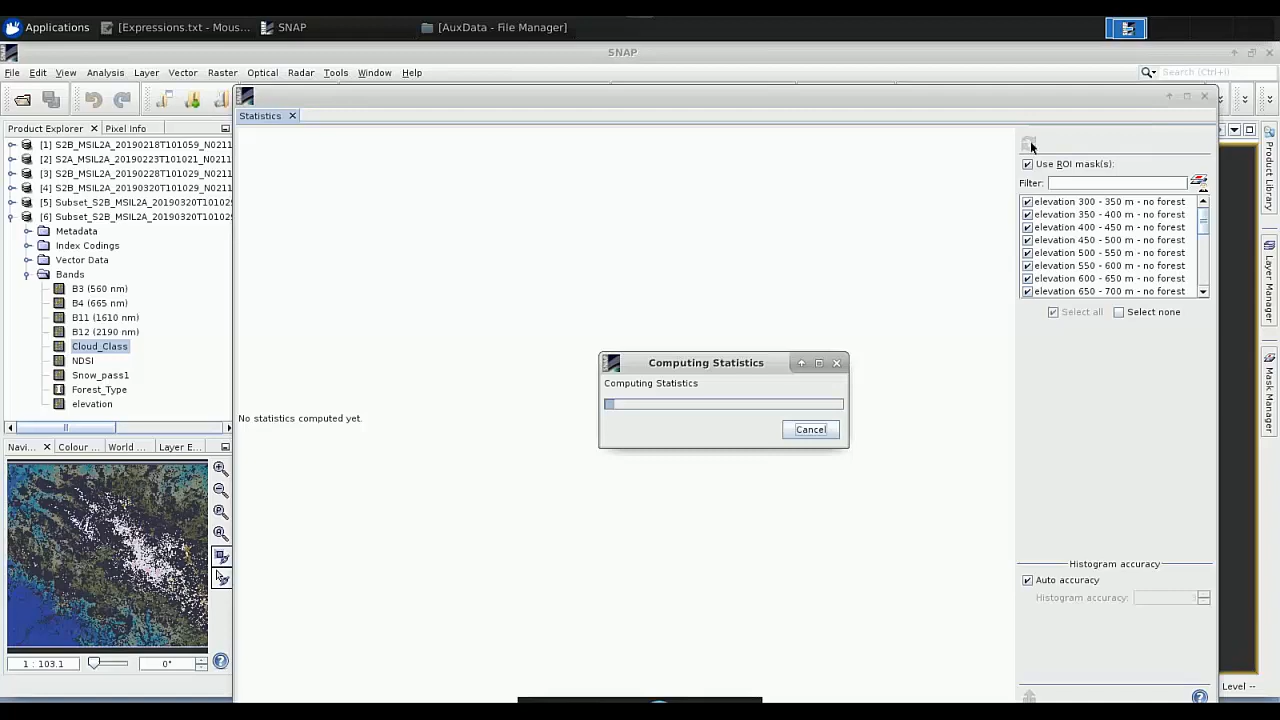 Applications [Expressions.txt - Mous... SNAP [AuxData - File Manager]
SNAP
File Edit View Analysis Layer Vector Raster Optical Radar Tools Window Help Search (Ctrl+I)
Statistics
Product Explorer Pixel Info
[1] S2B_MSIL2A_20190218T101059_N0211
[2] S2A_MSIL2A_20190223T101021_N0211
[3] S2B_MSIL2A_20190228T101029_N0211
[4] S2B_MSIL2A_20190320T101029_N0211
[5] Subset_S2B_MSIL2A_20190320T101029
[6] Subset_S2B_MSIL2A_20190320T101029
Metadata
Index Codings
Vector Data
Bands
B3 (560 nm)
B4 (665 nm)
B11 (1610 nm)
B12 (2190 nm)
Cloud_Class
NDSI
Snow_pass1
Forest_Type
elevation
Navi... Colour ... World ... Layer E...
1 : 103.1 0°
No statistics computed yet.
Computing Statistics
Computing Statistics
Cancel
Use ROI mask(s):
Filter:
elevation 300 - 350 m - no forest
elevation 350 - 400 m - no forest
elevation 400 - 450 m - no forest
elevation 450 - 500 m - no forest
elevation 500 - 550 m - no forest
elevation 550 - 600 m - no forest
elevation 600 - 650 m - no forest
elevation 650 - 700 m - no forest
Select all Select none
Histogram accuracy
Auto accuracy
Histogram accuracy: 3
Product Library
Layer Manager
Mask Manager
Level --